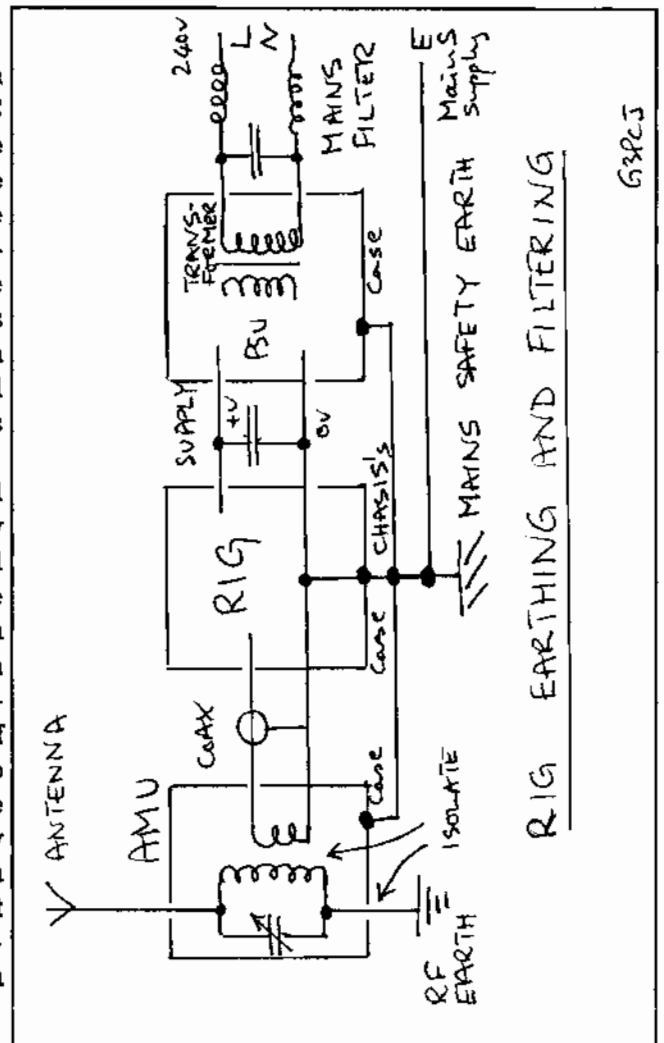 ANTENNA
AMU
COAX
RIG
SUPPLY
+V
0V
PSU
TRANS-
FORMER
240V
L
N
MAINS
FILTER
Case
Case
CHASIS'S
Case
E
Mains
Supply
ISOLATE
RF
EARTH
MAINS SAFETY EARTH
RIG EARTHING AND FILTERING
G3PCJ